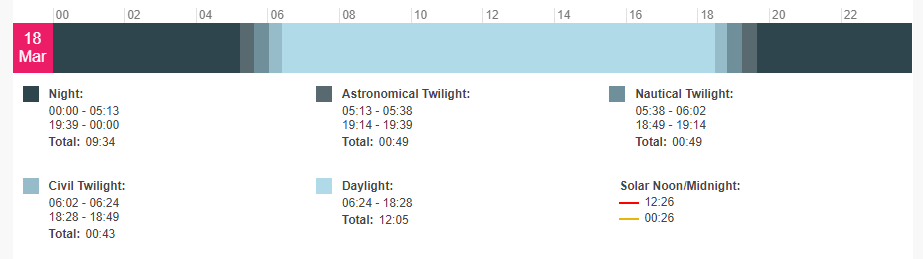 00 02 04 06 08 10 12 14 16 18 20 22
18
Mar
Night:
00:00 - 05:13
19:39 - 00:00
Total: 09:34
Astronomical Twilight:
05:13 - 05:38
19:14 - 19:39
Total: 00:49
Nautical Twilight:
05:38 - 06:02
18:49 - 19:14
Total: 00:49
Civil Twilight:
06:02 - 06:24
18:28 - 18:49
Total: 00:43
Daylight:
06:24 - 18:28
Total: 12:05
Solar Noon/Midnight:
12:26
00:26